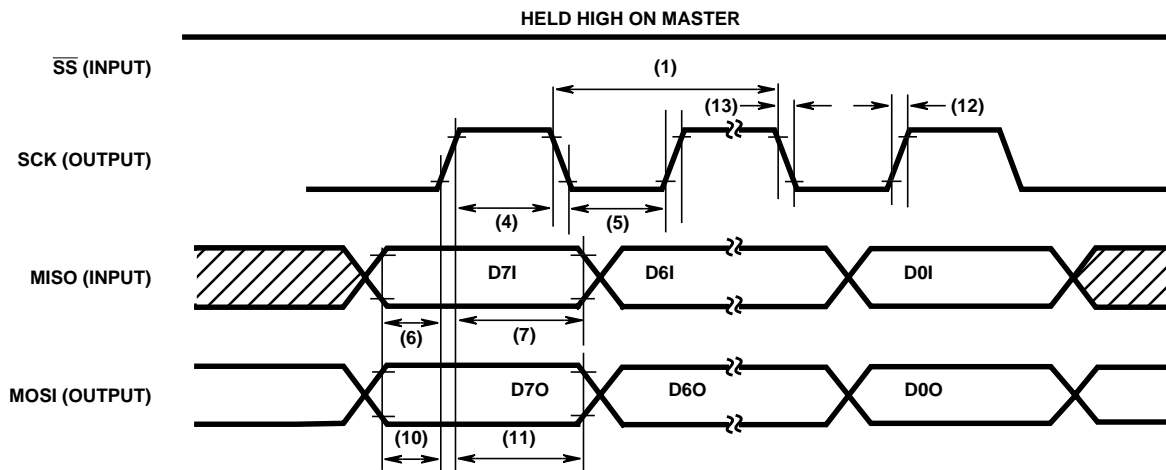 HELD HIGH ON MASTER
SS (INPUT)
(1)
(13)
(12)
SCK (OUTPUT)
(4)
(5)
MISO (INPUT)
D7I
D6I
D0I
(6)
(7)
MOSI (OUTPUT)
D7O
D6O
D0O
(10)
(11)